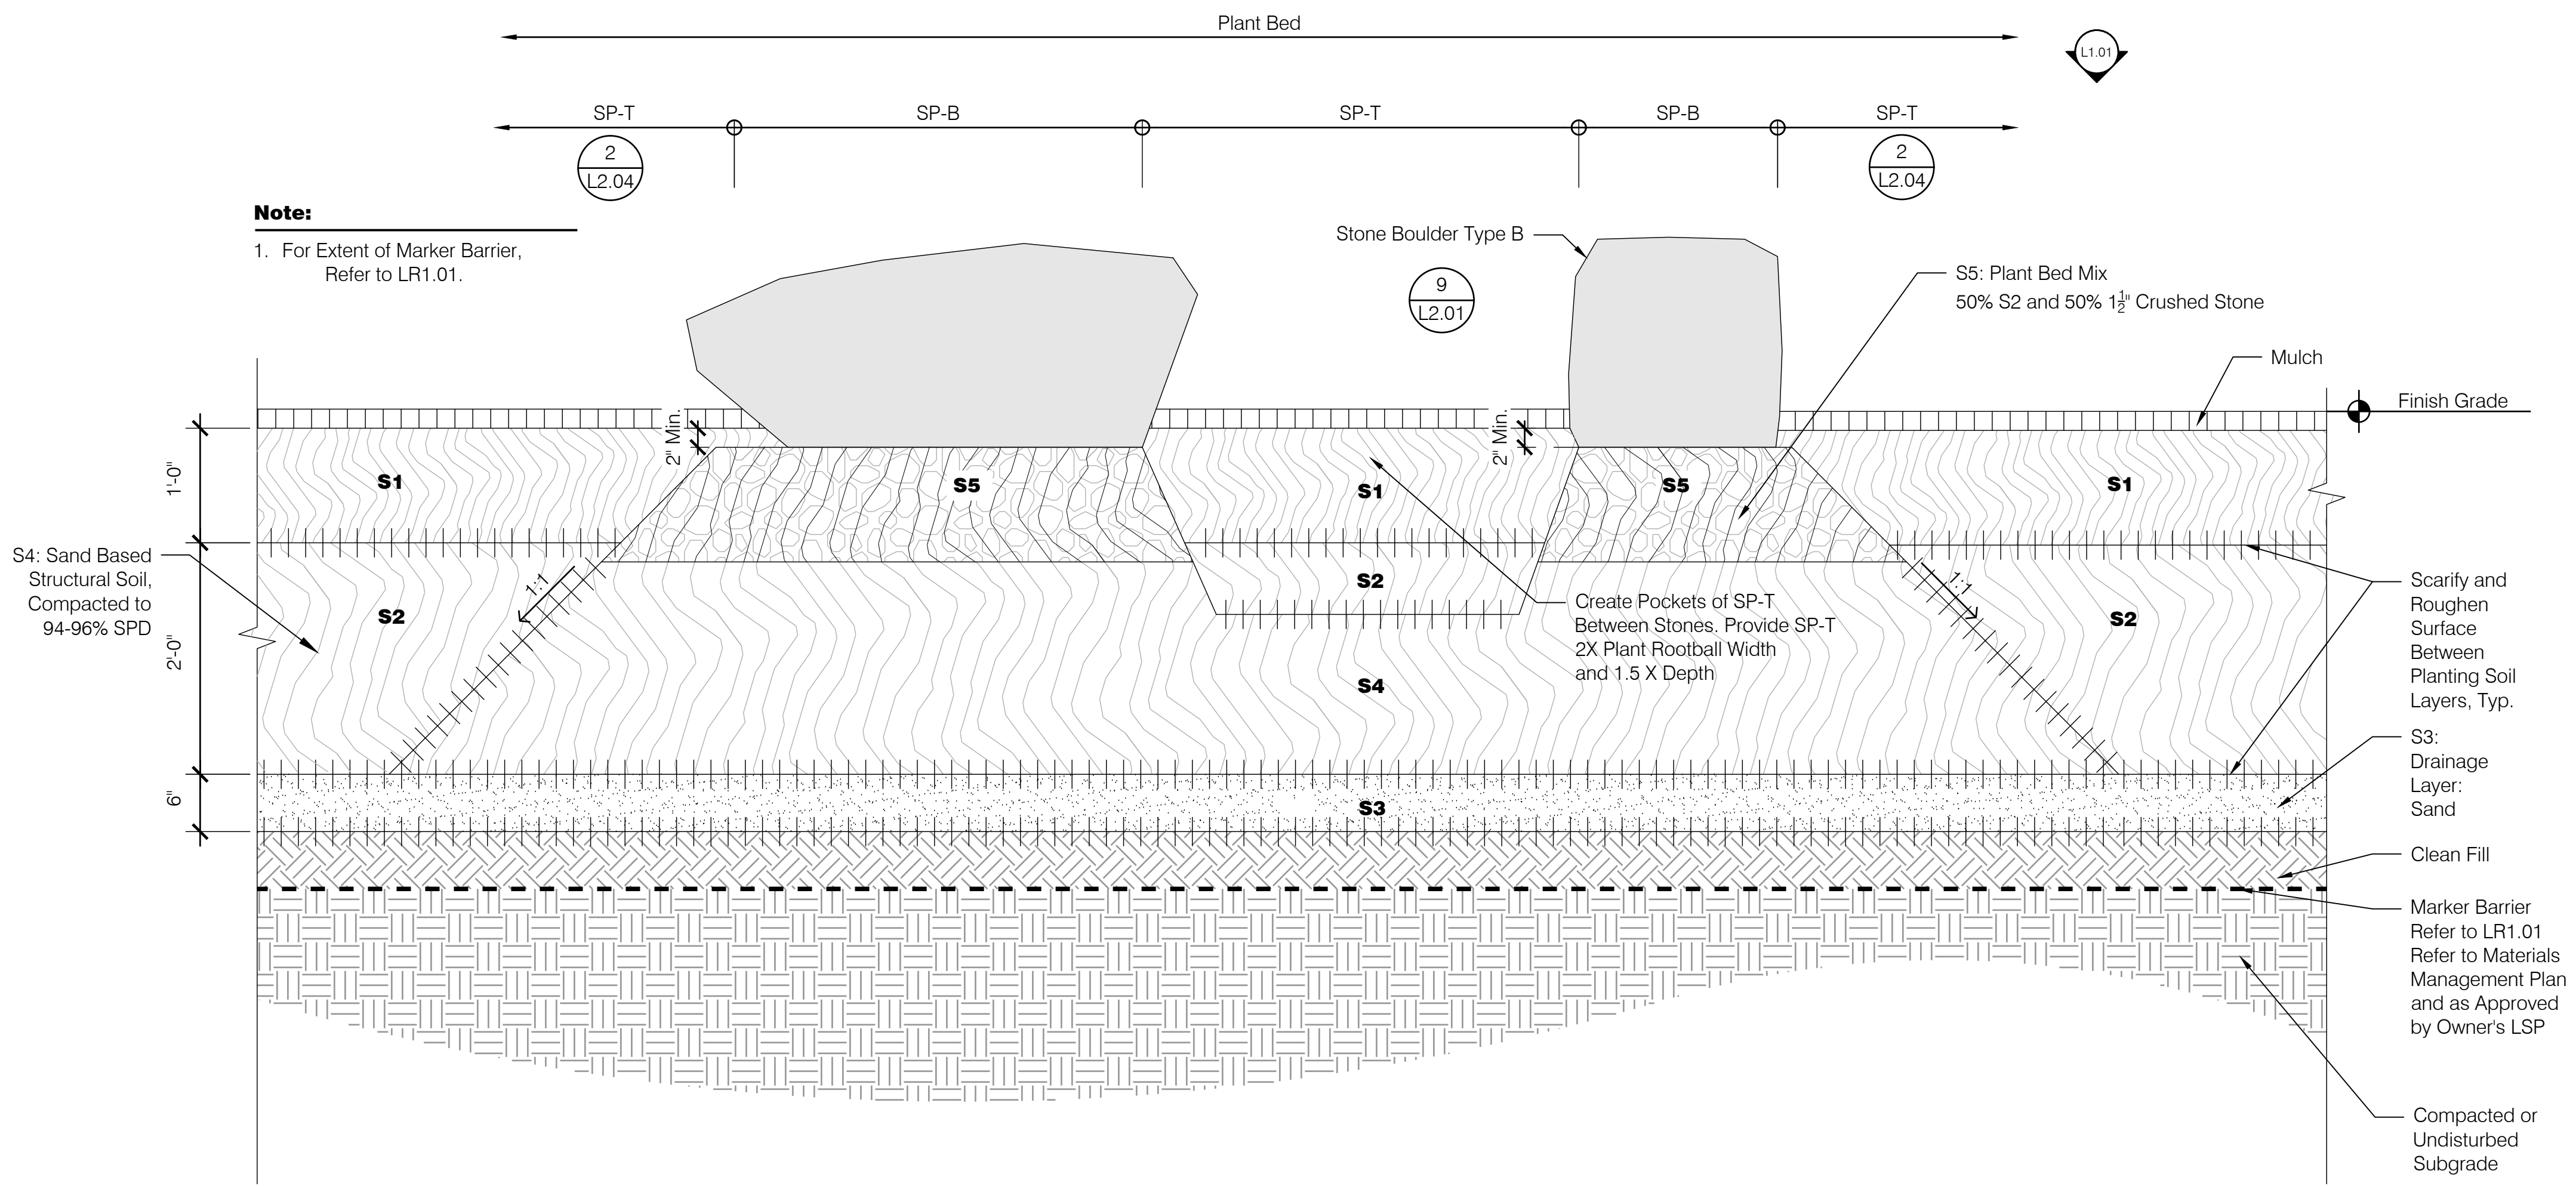 Plant Bed
L1.01
SP-T
SP-B
SP-T
SP-B
SP-T
2
L2.04
2
L2.04
Note:
1. For Extent of Marker Barrier,
Refer to LR1.01.
Stone Boulder Type B
9
L2.01
S5: Plant Bed Mix
50% S2 and 50% 1 1/2" Crushed Stone
Mulch
Finish Grade
2" Min.
2" Min.
1'-0"
S1
S5
S1
S5
S1
S4: Sand Based
Structural Soil,
Compacted to
94-96% SPD
1:1
S2
S2
1:1
S2
Create Pockets of SP-T
Between Stones. Provide SP-T
2X Plant Rootball Width
and 1.5 X Depth
Scarify and
Roughen
Surface
Between
Planting Soil
Layers, Typ.
2'-0"
S4
S3:
Drainage
Layer:
Sand
6"
S3
Clean Fill
Marker Barrier
Refer to LR1.01
Refer to Materials
Management Plan
and as Approved
by Owner's LSP
Compacted or
Undisturbed
Subgrade